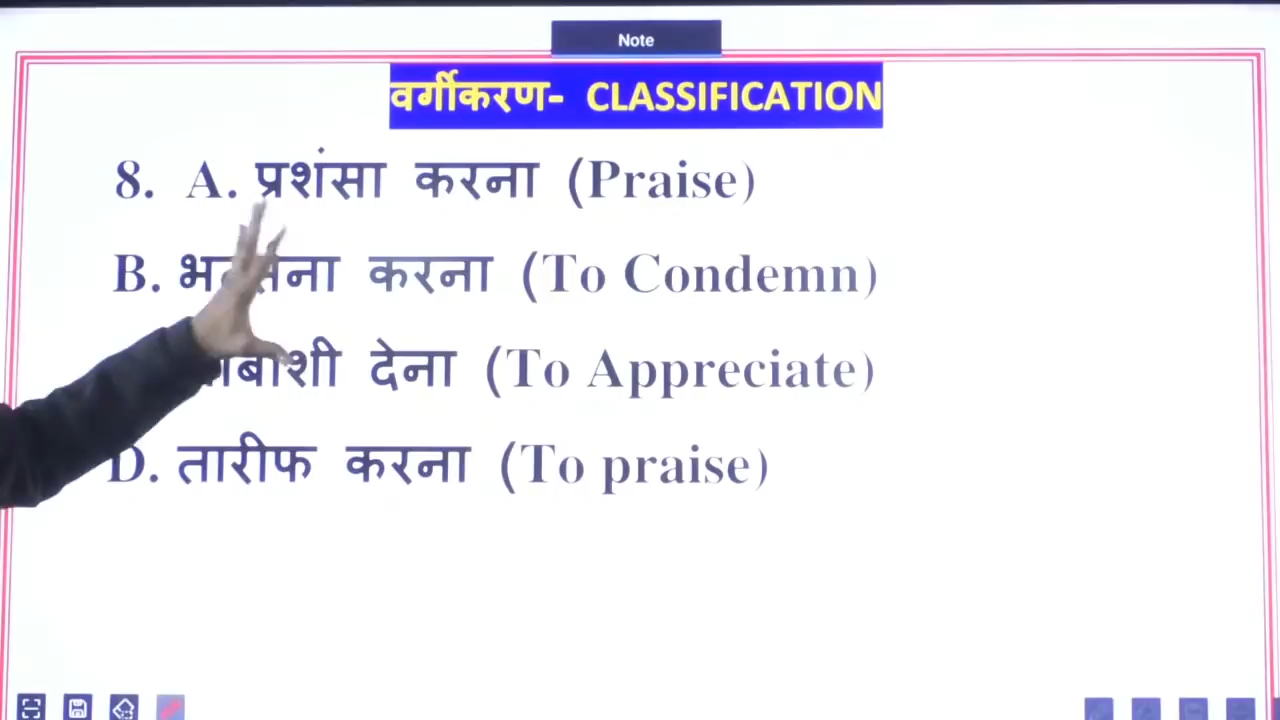 Note
वर्गीकरण- CLASSIFICATION
8. A. प्रशंसा करना (Praise)
B. करना (To Condemn)
देना (To Appreciate)
D. तारीफ करना (To praise)